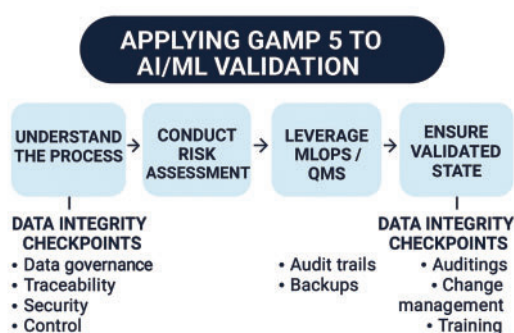 APPLYING GAMP 5 TO
AI/ML VALIDATION
UNDERSTAND
THE PROCESS
CONDUCT
RISK
ASSESSMENT
LEVERAGE
MLOPS /
QMS
ENSURE
VALIDATED
STATE
DATA INTEGRITY
CHECKPOINTS
• Data governance
• Traceability
• Security
• Control
• Audit trails
• Backups
DATA INTEGRITY
CHECKPOINTS
• Auditings
• Change
management
• Training